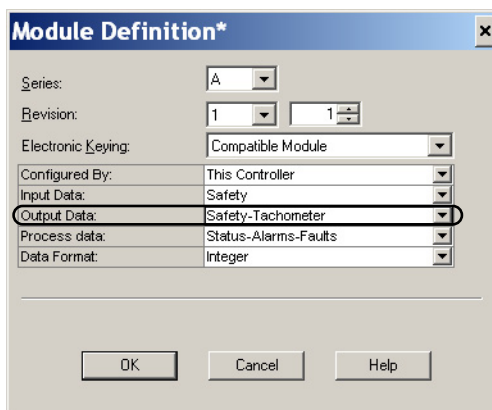 Module Definition*
Series: A
Revision: 1 1
Electronic Keying: Compatible Module
Configured By: This Controller
Input Data: Safety
Output Data: Safety-Tachometer
Process data: Status-Alarms-Faults
Data Format: Integer
OK Cancel Help